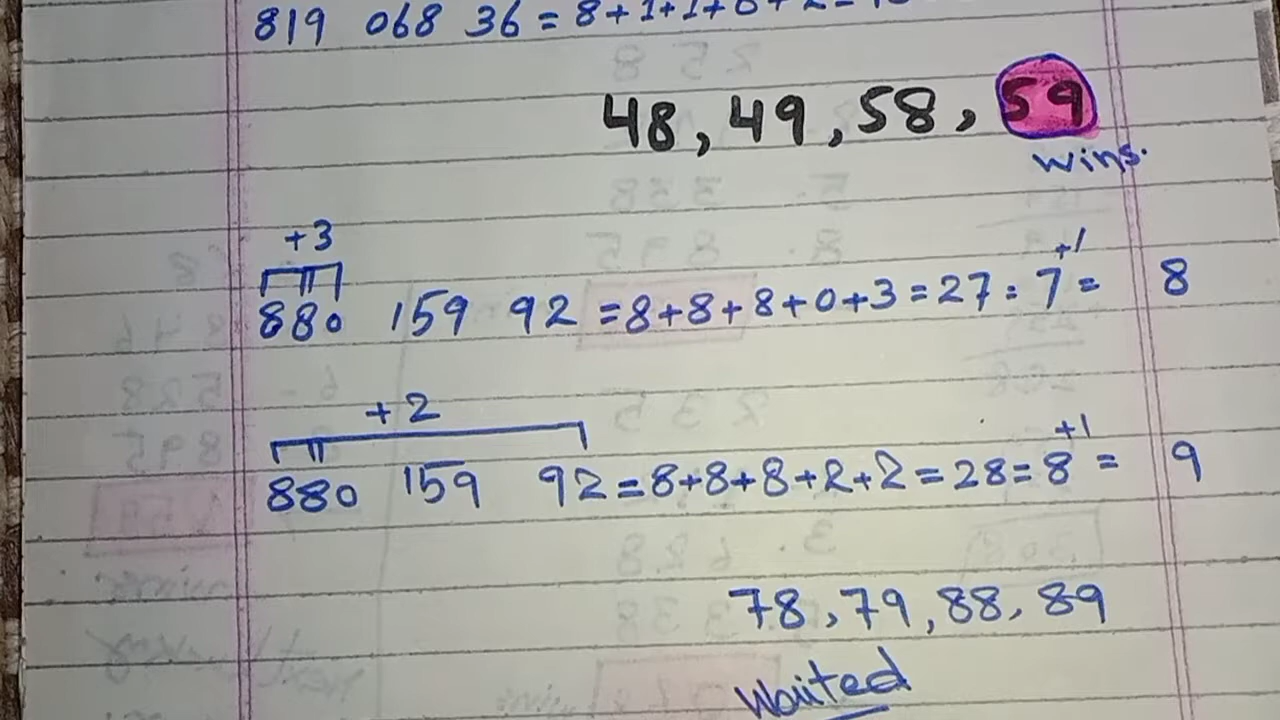 819 068 36 = 8+1+1+0+2=10
48, 49, 58, 59
wins.
+3
+1
880 159 92 = 8+8+8+0+3=27=7= 8
+2
+1
880 159 92=8+8+8+2+2=28=8= 9
78, 79, 88, 89
Waited